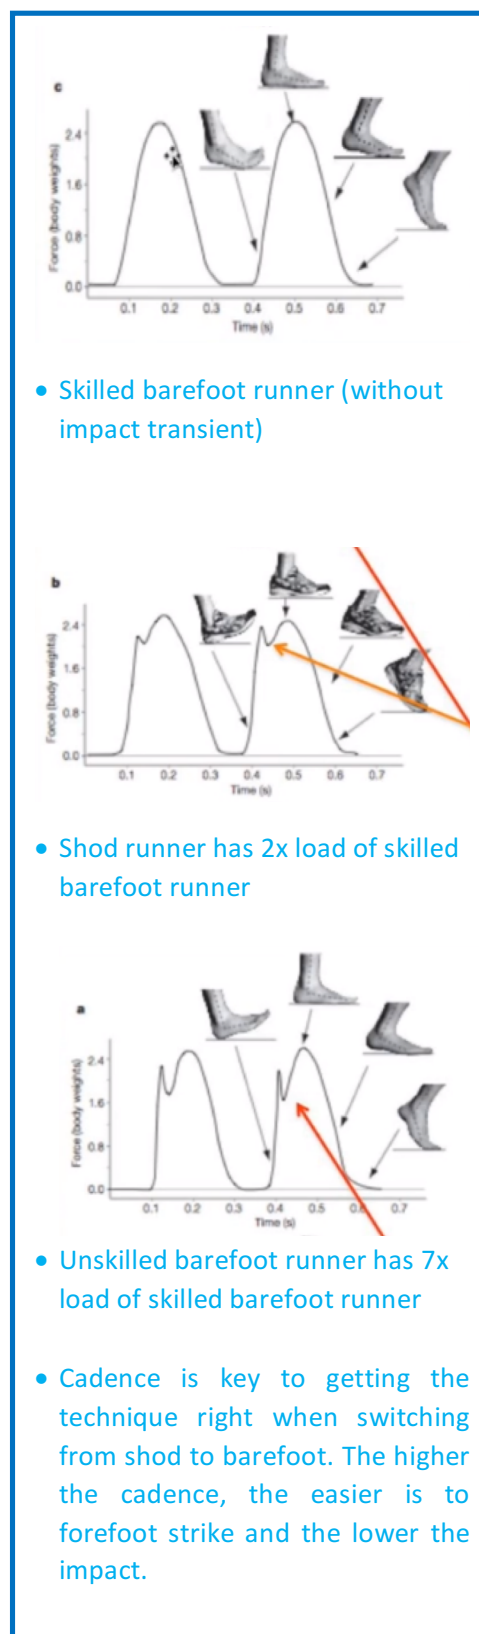 c
Force (body weights)
2.4
1.6
0.8
0.0
0.1 0.2 0.3 0.4 0.5 0.6 0.7
Time (s)
• Skilled barefoot runner (without
impact transient)
b
Force (body weights)
2.4
1.6
0.8
0.0
0.1 0.2 0.3 0.4 0.5 0.6 0.7
Time (s)
• Shod runner has 2x load of skilled
barefoot runner
a
Force (body weights)
2.4
1.6
0.8
0.0
0.1 0.2 0.3 0.4 0.5 0.6 0.7
Time (s)
• Unskilled barefoot runner has 7x
load of skilled barefoot runner
• Cadence is key to getting the
technique right when switching
from shod to barefoot. The higher
the cadence, the easier is to
forefoot strike and the lower the
impact.